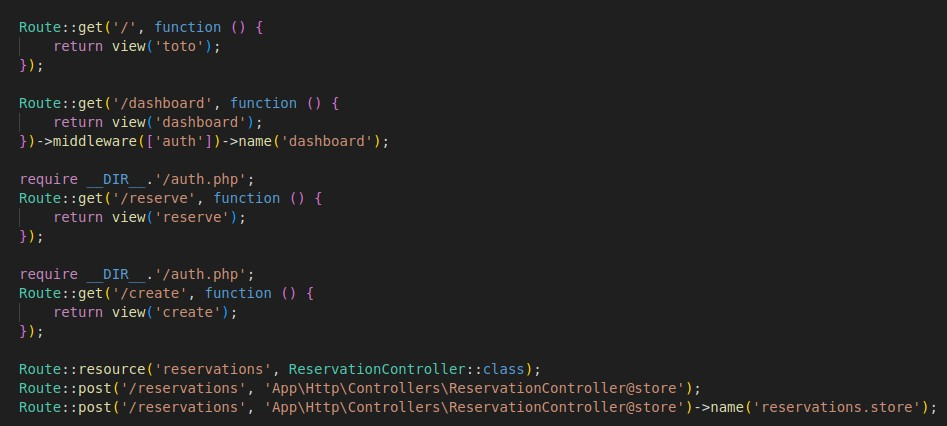 Route::get('/', function () {
    return view('toto');
});

Route::get('/dashboard', function () {
    return view('dashboard');
})->middleware(['auth'])->name('dashboard');

require __DIR__.'/auth.php';
Route::get('/reserve', function () {
    return view('reserve');
});

require __DIR__.'/auth.php';
Route::get('/create', function () {
    return view('create');
});

Route::resource('reservations', ReservationController::class);
Route::post('/reservations', 'App\Http\Controllers\ReservationController@store');
Route::post('/reservations', 'App\Http\Controllers\ReservationController@store')->name('reservations.store');